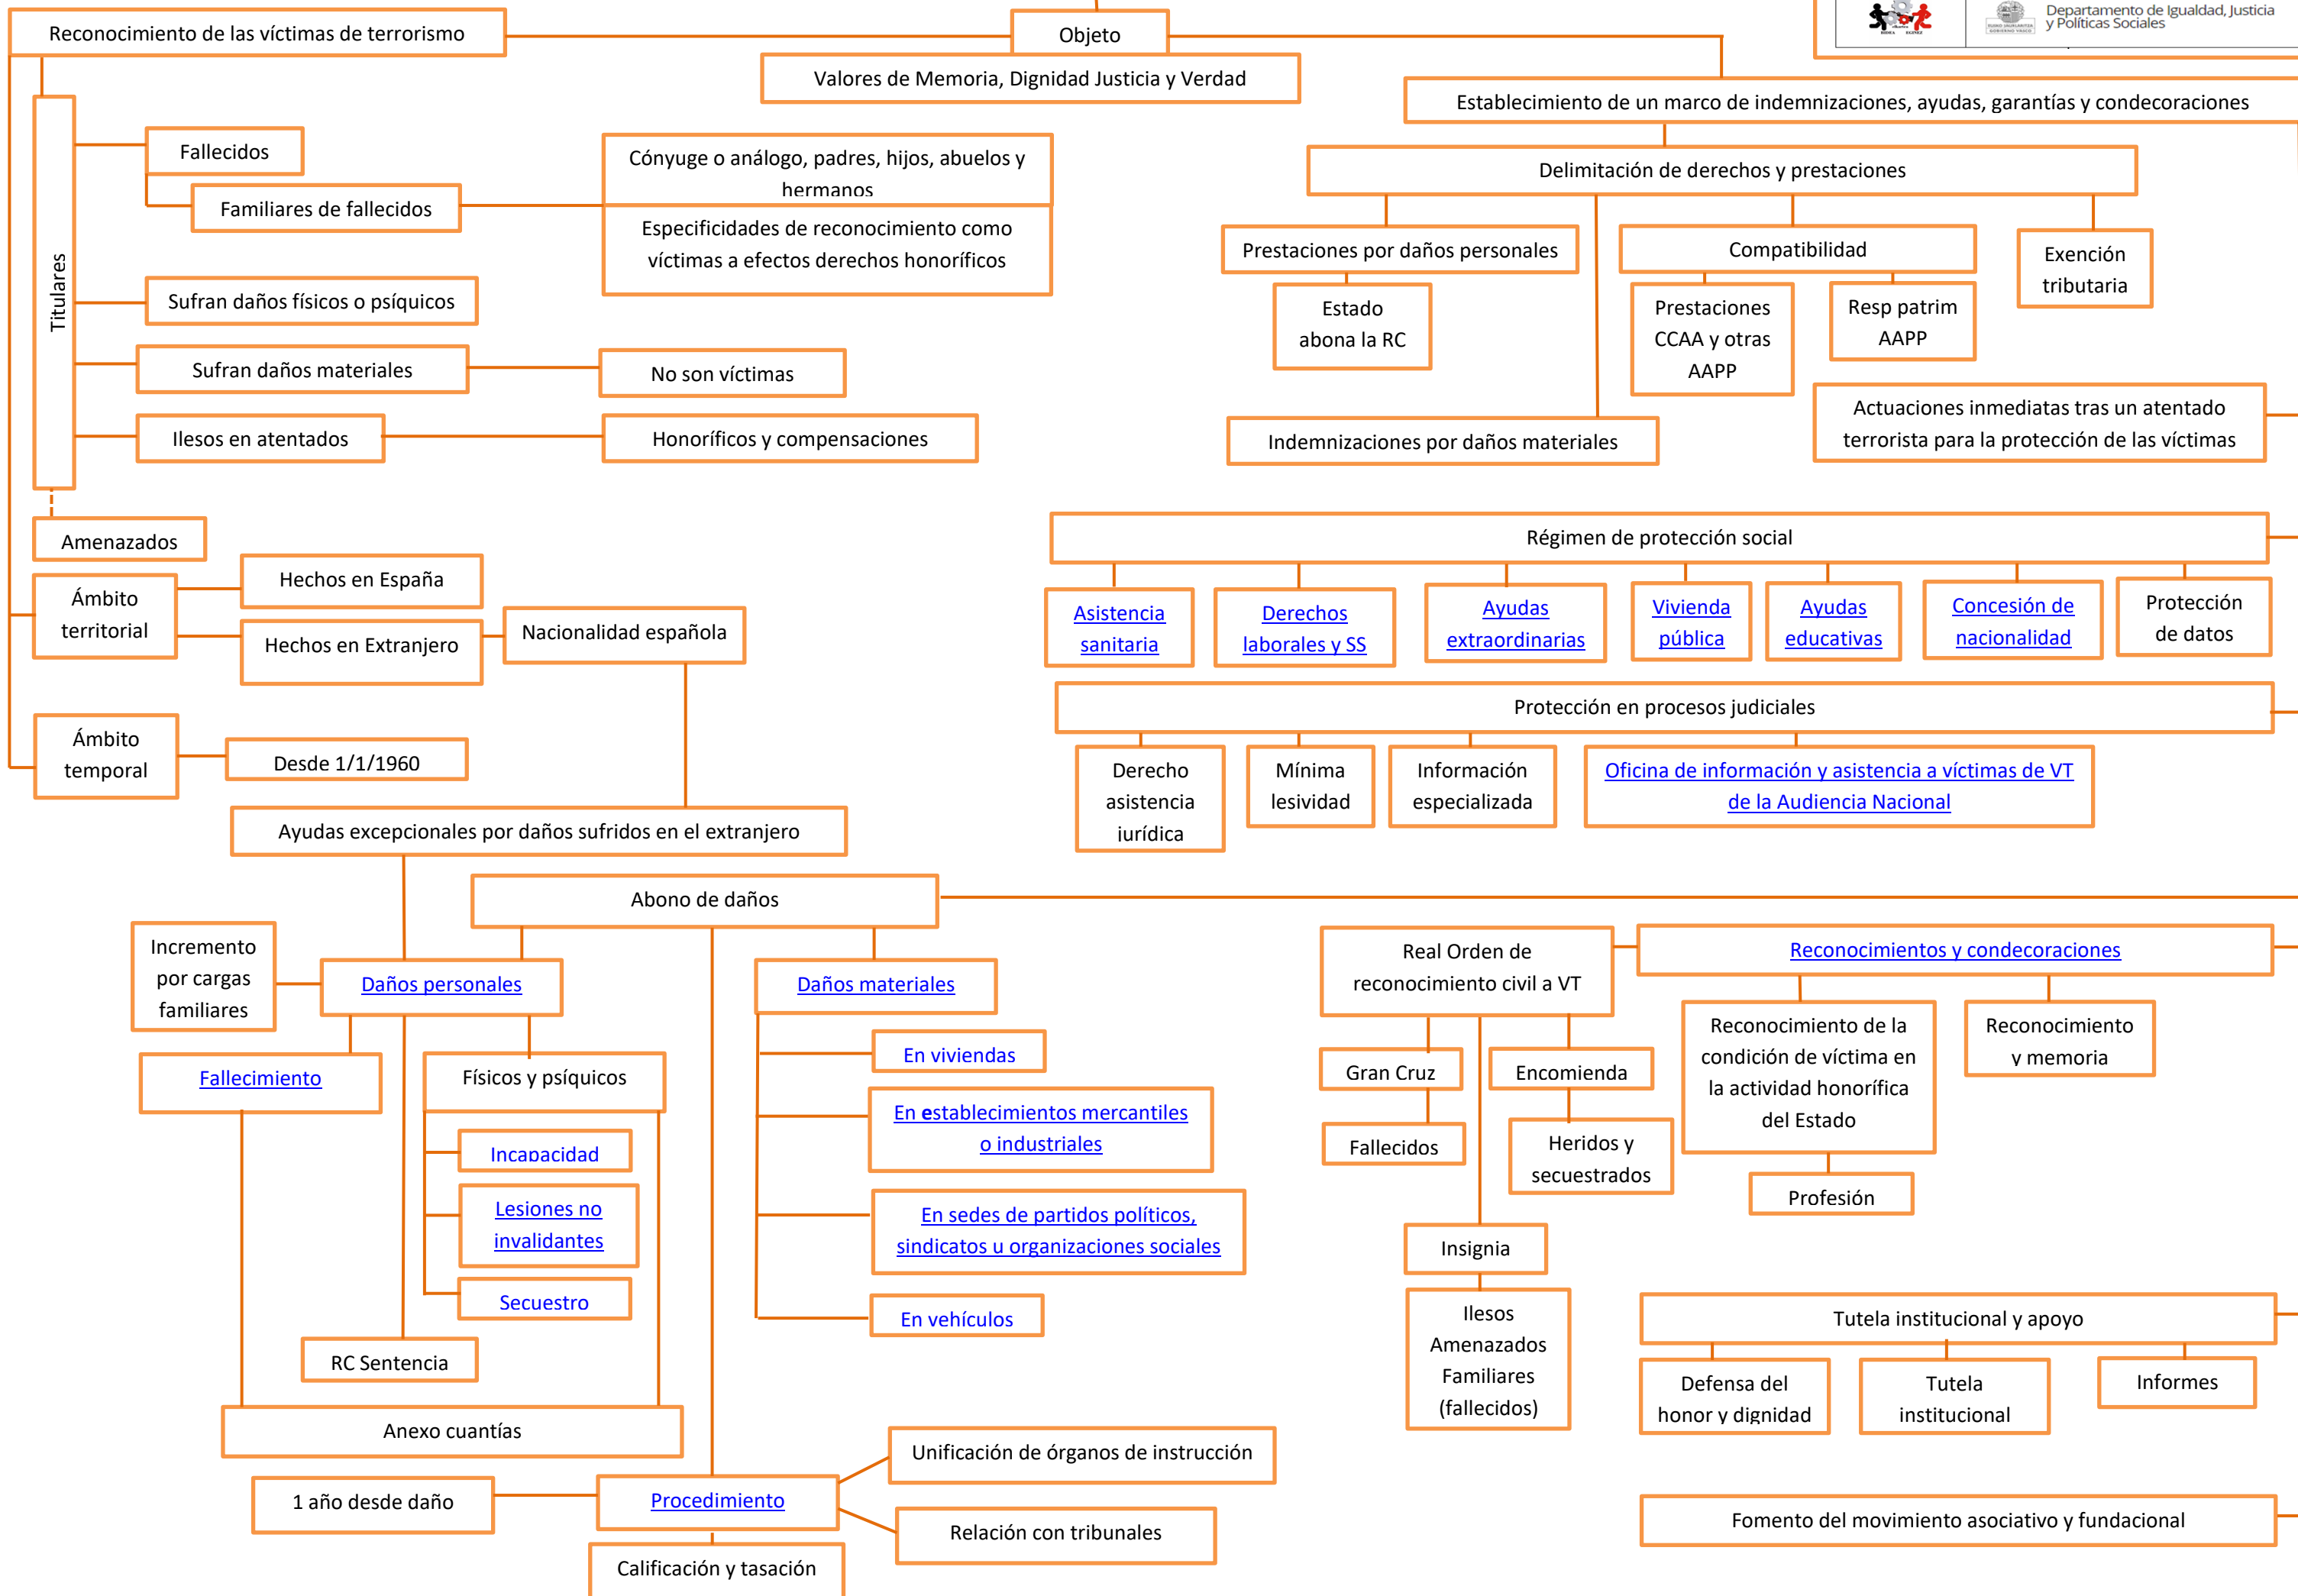 Reconocimiento de las víctimas de terrorismo
Objeto
Valores de Memoria, Dignidad Justicia y Verdad
Departamento de Igualdad, Justicia
y Políticas Sociales
Establecimiento de un marco de indemnizaciones, ayudas, garantías y condecoraciones
Titulares
Fallecidos
Familiares de fallecidos
Cónyuge o análogo, padres, hijos, abuelos y
hermanos
Especificidades de reconocimiento como
víctimas a efectos derechos honoríficos
Sufran daños físicos o psíquicos
Sufran daños materiales
No son víctimas
Ilesos en atentados
Honoríficos y compensaciones
Amenazados
Delimitación de derechos y prestaciones
Prestaciones por daños personales
Estado
abona la RC
Compatibilidad
Prestaciones
CCAA y otras
AAPP
Resp patrim
AAPP
Exención
tributaria
Indemnizaciones por daños materiales
Actuaciones inmediatas tras un atentado
terrorista para la protección de las víctimas
Ámbito
territorial
Hechos en España
Hechos en Extranjero
Nacionalidad española
Ámbito
temporal
Desde 1/1/1960
Régimen de protección social
Asistencia
sanitaria
Derechos
laborales y SS
Ayudas
extraordinarias
Vivienda
pública
Ayudas
educativas
Concesión de
nacionalidad
Protección
de datos
Protección en procesos judiciales
Derecho
asistencia
jurídica
Mínima
lesividad
Información
especializada
Oficina de información y asistencia a víctimas de VT
de la Audiencia Nacional
Ayudas excepcionales por daños sufridos en el extranjero
Abono de daños
Incremento
por cargas
familiares
Daños personales
Fallecimiento
Físicos y psíquicos
Incapacidad
Lesiones no
invalidantes
Secuestro
RC Sentencia
Anexo cuantías
Daños materiales
En viviendas
En establecimientos mercantiles
o industriales
En sedes de partidos políticos,
sindicatos u organizaciones sociales
En vehículos
1 año desde daño
Procedimiento
Unificación de órganos de instrucción
Relación con tribunales
Calificación y tasación
Real Orden de
reconocimiento civil a VT
Gran Cruz
Fallecidos
Encomienda
Heridos y
secuestrados
Insignia
Ilesos
Amenazados
Familiares
(fallecidos)
Reconocimientos y condecoraciones
Reconocimiento de la
condición de víctima en
la actividad honorífica
del Estado
Profesión
Reconocimiento
y memoria
Tutela institucional y apoyo
Defensa del
honor y dignidad
Tutela
institucional
Informes
Fomento del movimiento asociativo y fundacional